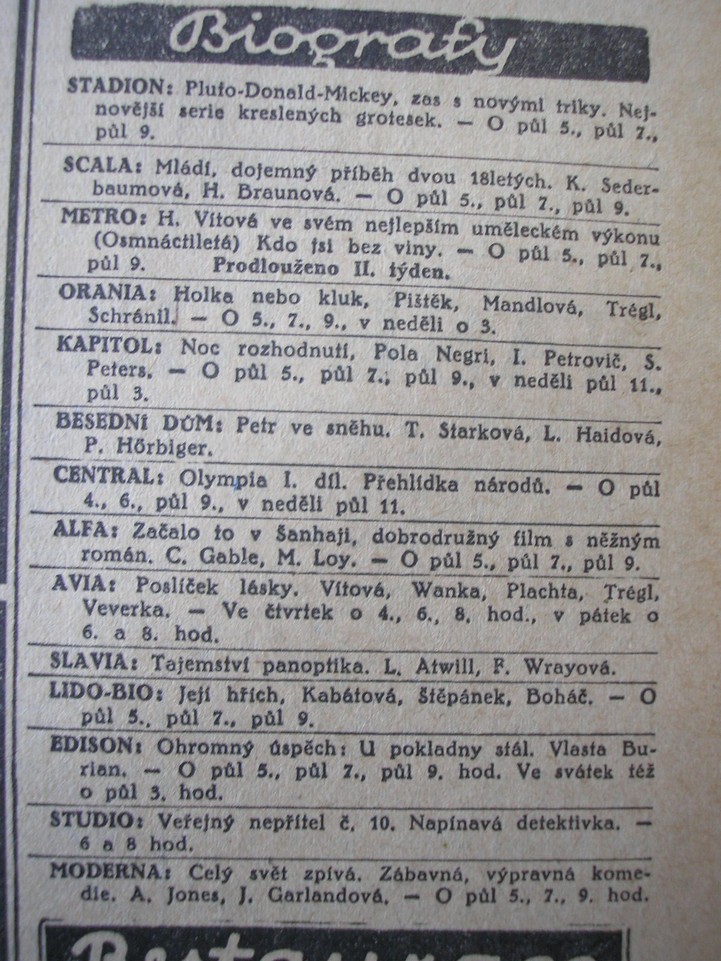 Biografy
STADION: Pluto-Donald-Mickey, zas s novými triky. Nej-
novější serie kreslených grotesek. — O půl 5., půl 7.,
půl 9.
SCALA: Mládí, dojemný příběh dvou 18letých. K. Seder-
baumová, H. Braunová. — O půl 5., půl 7., půl 9.
METRO: H. Vítová ve svém nejlepším uměleckém výkonu
(Osmnáctiletá) Kdo jsi bez viny. — O půl 5., půl 7.,
půl 9. Prodlouženo II. týden.
ORANIA: Holka nebo kluk, Pištěk, Mandlová, Trégl,
Schránil. — O 5., 7., 9., v neděli o 3.
KAPITOL: Noc rozhodnutí, Pola Negri, I. Petrovič, S.
Peters. — O půl 5., půl 7., půl 9., v neděli půl 11.,
půl 3.
BESEDNÍ DŮM: Petr ve sněhu. T. Starková, L. Haidová,
P. Hörbiger.
CENTRAL: Olympia I. díl. Přehlídka národů. — O půl
4., 6., půl 9., v neděli půl 11.
ALFA: Začalo to v Šanhaji, dobrodružný film s něžným
román. C. Gable, M. Loy. — O půl 5., půl 7., půl 9.
AVIA: Poslíček lásky. Vítová, Wanka, Plachta, Trégl,
Veverka. — Ve čtvrtek o 4., 6., 8. hod., v pátek o
6. a 8. hod.
SLAVIA: Tajemství panoptika. L. Atwill, F. Wrayová.
LIDO-BIO: Její hřích, Kabátová, Štěpánek, Boháč. — O
půl 5., půl 7., půl 9.
EDISON: Ohromný úspěch: U pokladny stál. Vlasta Bu-
rian. — O půl 5., půl 7., půl 9. hod. Ve svátek též
o půl 3. hod.
STUDIO: Veřejný nepřítel č. 10. Napínavá detektivka. —
6 a 8 hod.
MODERNA: Celý svět zpívá. Zábavná, výpravná kome-
die. A. Jones, J. Garlandová. — O půl 5., 7., 9. hod.